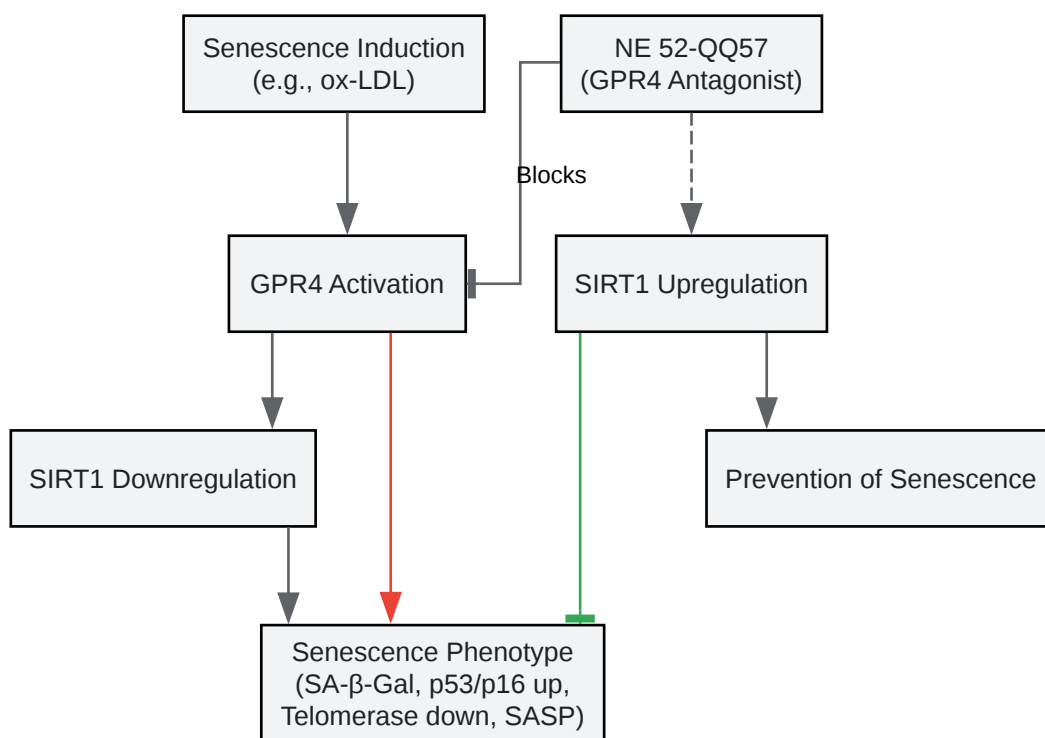 Senescence Induction
(e.g., ox-LDL)
NE 52-QQ57
(GPR4 Antagonist)
Blocks
GPR4 Activation
SIRT1 Upregulation
SIRT1 Downregulation
Prevention of Senescence
Senescence Phenotype
(SA-β-Gal, p53/p16 up,
Telomerase down, SASP)